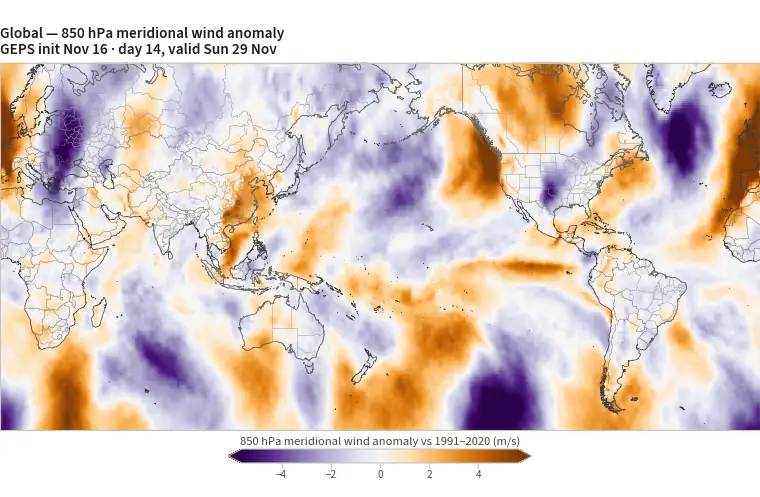 Global — 850 hPa meridional wind anomaly
GEPS init Nov 16 · day 14, valid Sun 29 Nov
850 hPa meridional wind anomaly vs 1991–2020 (m/s)
−4 −2 0 2 4